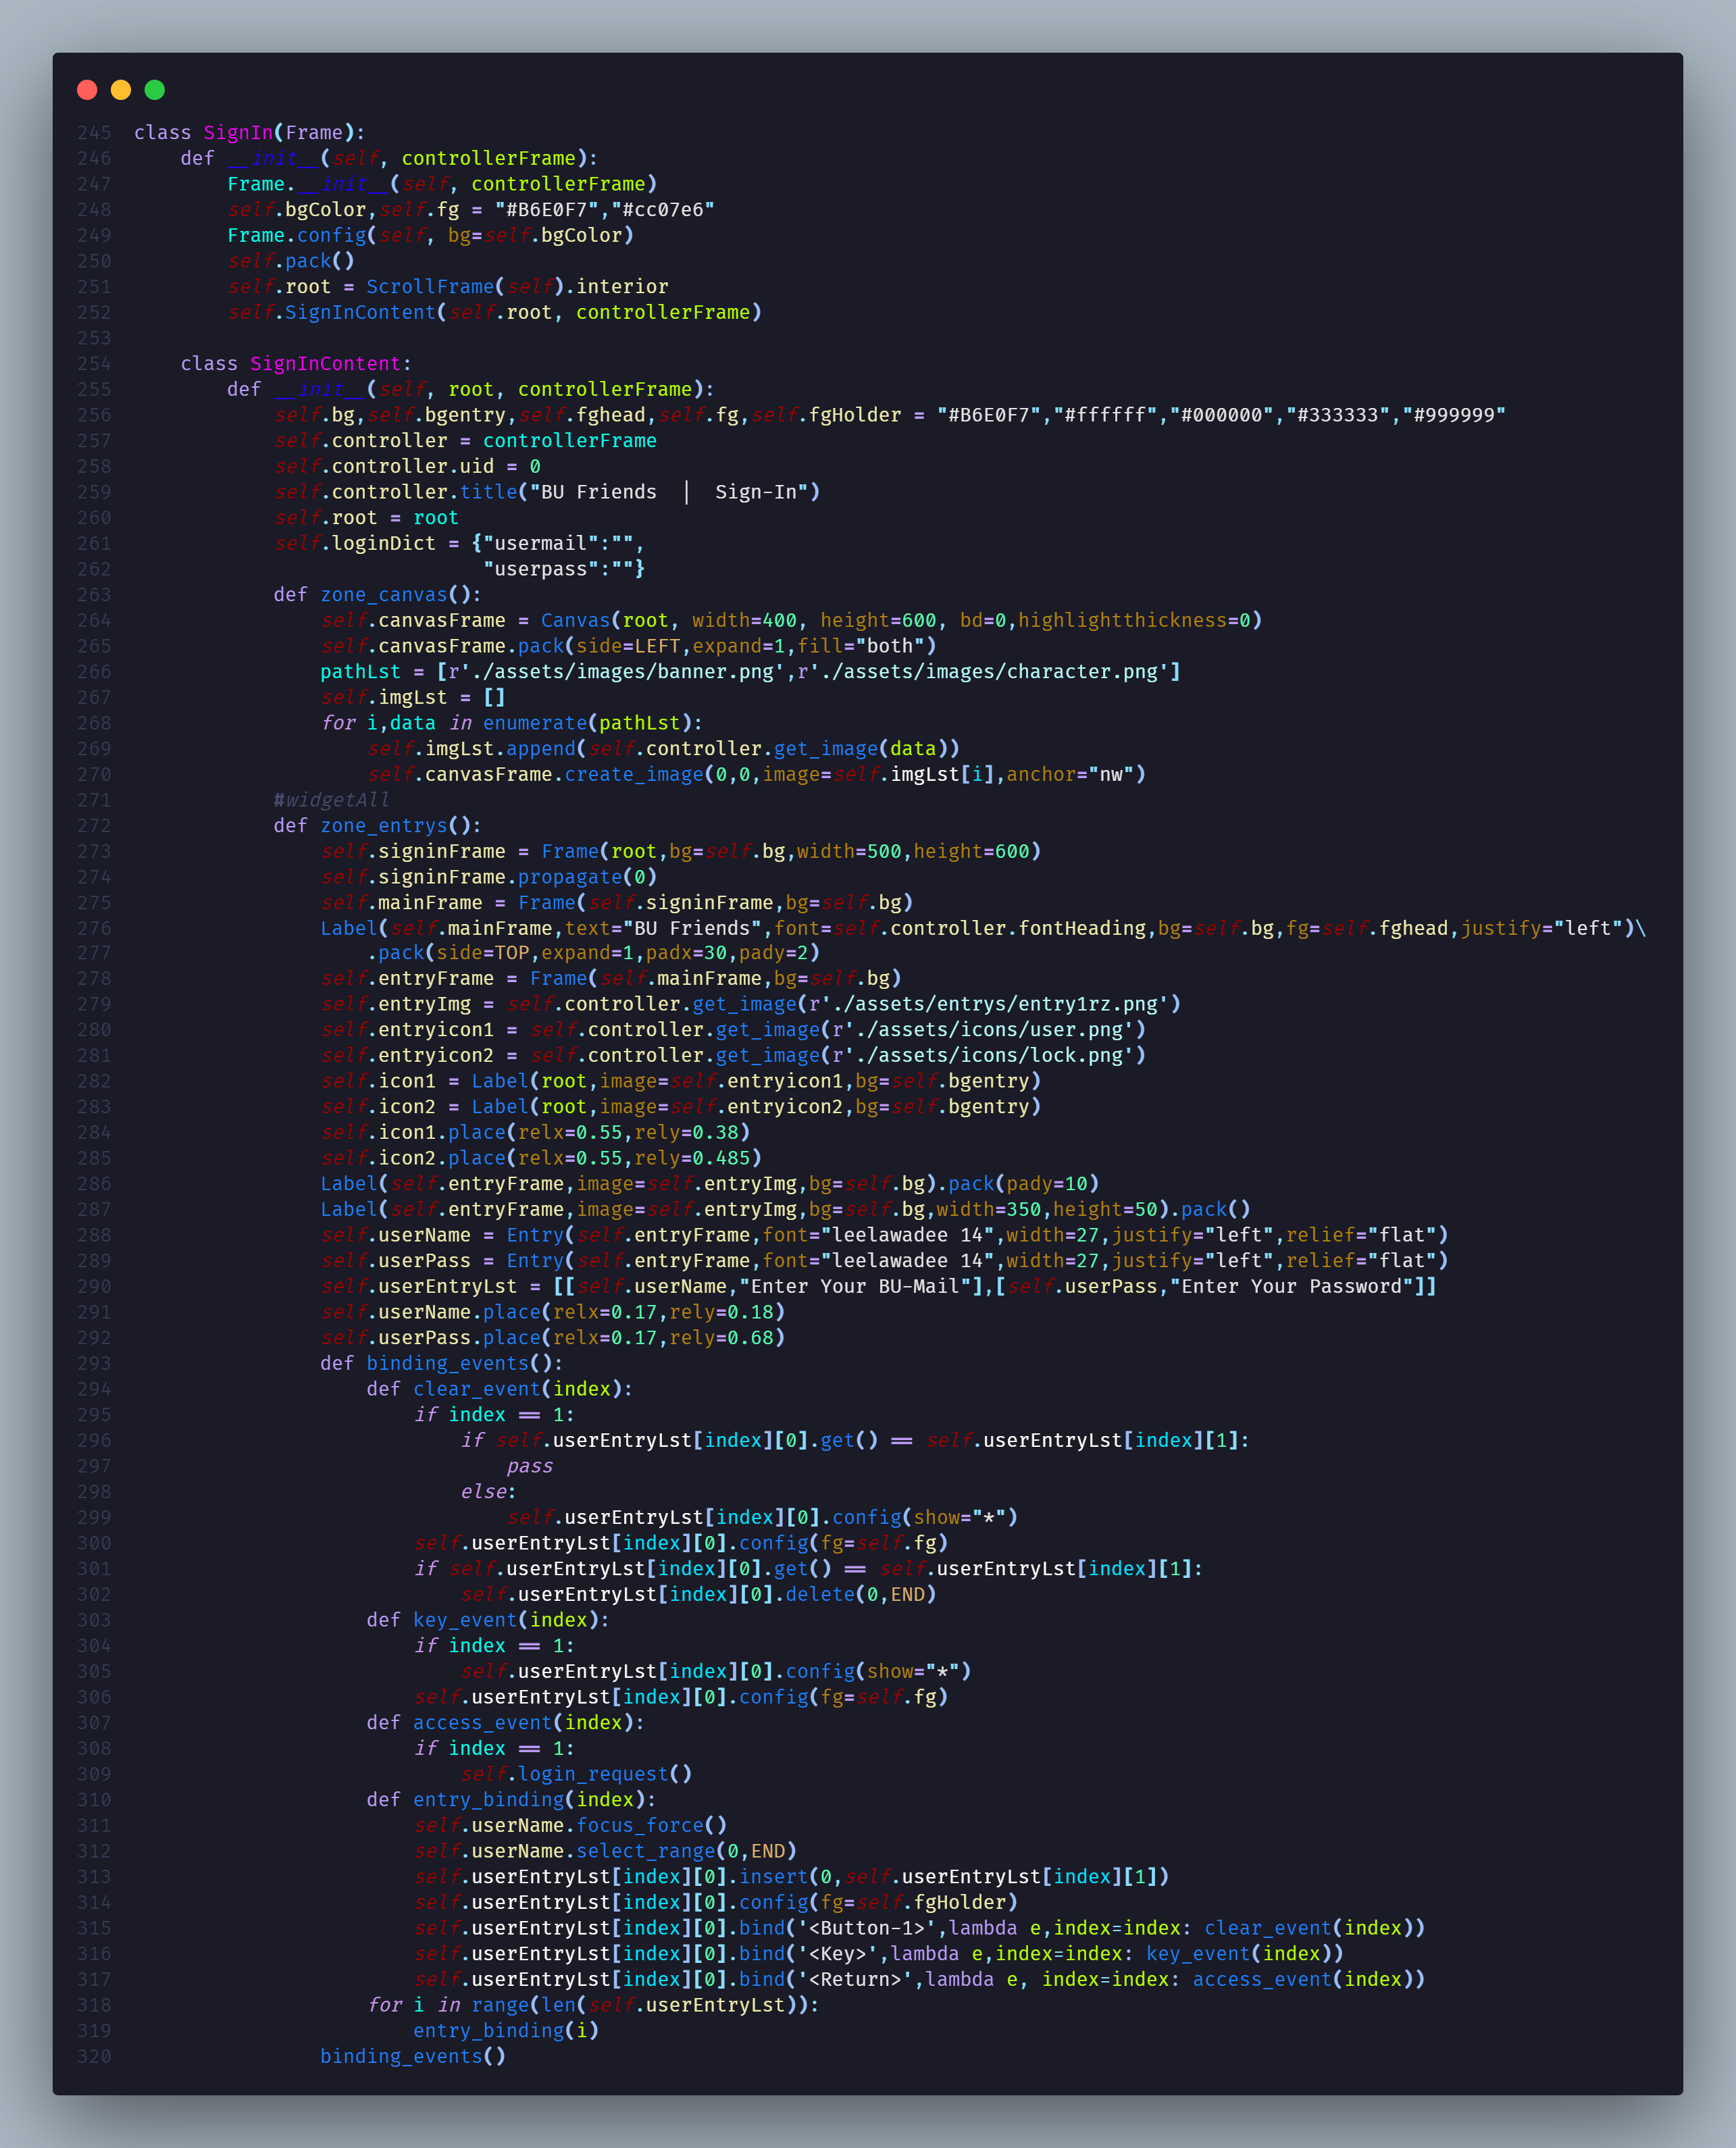 245 class SignIn(Frame):
246     def __init__(self, controllerFrame):
247         Frame.__init__(self, controllerFrame)
248         self.bgColor,self.fg = "#B6E0F7","#cc07e6"
249         Frame.config(self, bg=self.bgColor)
250         self.pack()
251         self.root = ScrollFrame(self).interior
252         self.SignInContent(self.root, controllerFrame)
253
254     class SignInContent:
255         def __init__(self, root, controllerFrame):
256             self.bg,self.bgentry,self.fghead,self.fg,self.fgHolder = "#B6E0F7","#ffffff","#000000","#333333","#999999"
257             self.controller = controllerFrame
258             self.controller.uid = 0
259             self.controller.title("BU Friends  |  Sign-In")
260             self.root = root
261             self.loginDict = {"usermail":"",
262                               "userpass":""}
263             def zone_canvas():
264                 self.canvasFrame = Canvas(root, width=400, height=600, bd=0,highlightthickness=0)
265                 self.canvasFrame.pack(side=LEFT,expand=1,fill="both")
266                 pathLst = [r'./assets/images/banner.png',r'./assets/images/character.png']
267                 self.imgLst = []
268                 for i,data in enumerate(pathLst):
269                     self.imgLst.append(self.controller.get_image(data))
270                     self.canvasFrame.create_image(0,0,image=self.imgLst[i],anchor="nw")
271             #widgetAll
272             def zone_entrys():
273                 self.signinFrame = Frame(root,bg=self.bg,width=500,height=600)
274                 self.signinFrame.propagate(0)
275                 self.mainFrame = Frame(self.signinFrame,bg=self.bg)
276                 Label(self.mainFrame,text="BU Friends",font=self.controller.fontHeading,bg=self.bg,fg=self.fghead,justify="left")\
277                     .pack(side=TOP,expand=1,padx=30,pady=2)
278                 self.entryFrame = Frame(self.mainFrame,bg=self.bg)
279                 self.entryImg = self.controller.get_image(r'./assets/entrys/entry1rz.png')
280                 self.entryicon1 = self.controller.get_image(r'./assets/icons/user.png')
281                 self.entryicon2 = self.controller.get_image(r'./assets/icons/lock.png')
282                 self.icon1 = Label(root,image=self.entryicon1,bg=self.bgentry)
283                 self.icon2 = Label(root,image=self.entryicon2,bg=self.bgentry)
284                 self.icon1.place(relx=0.55,rely=0.38)
285                 self.icon2.place(relx=0.55,rely=0.485)
286                 Label(self.entryFrame,image=self.entryImg,bg=self.bg).pack(pady=10)
287                 Label(self.entryFrame,image=self.entryImg,bg=self.bg,width=350,height=50).pack()
288                 self.userName = Entry(self.entryFrame,font="leelawadee 14",width=27,justify="left",relief="flat")
289                 self.userPass = Entry(self.entryFrame,font="leelawadee 14",width=27,justify="left",relief="flat")
290                 self.userEntryLst = [[self.userName,"Enter Your BU-Mail"],[self.userPass,"Enter Your Password"]]
291                 self.userName.place(relx=0.17,rely=0.18)
292                 self.userPass.place(relx=0.17,rely=0.68)
293                 def binding_events():
294                     def clear_event(index):
295                         if index == 1:
296                             if self.userEntryLst[index][0].get() == self.userEntryLst[index][1]:
297                                 pass
298                             else:
299                                 self.userEntryLst[index][0].config(show="*")
300                         self.userEntryLst[index][0].config(fg=self.fg)
301                         if self.userEntryLst[index][0].get() == self.userEntryLst[index][1]:
302                             self.userEntryLst[index][0].delete(0,END)
303                     def key_event(index):
304                         if index == 1:
305                             self.userEntryLst[index][0].config(show="*")
306                         self.userEntryLst[index][0].config(fg=self.fg)
307                     def access_event(index):
308                         if index == 1:
309                             self.login_request()
310                     def entry_binding(index):
311                         self.userName.focus_force()
312                         self.userName.select_range(0,END)
313                         self.userEntryLst[index][0].insert(0,self.userEntryLst[index][1])
314                         self.userEntryLst[index][0].config(fg=self.fgHolder)
315                         self.userEntryLst[index][0].bind('<Button-1>',lambda e,index=index: clear_event(index))
316                         self.userEntryLst[index][0].bind('<Key>',lambda e,index=index: key_event(index))
317                         self.userEntryLst[index][0].bind('<Return>',lambda e, index=index: access_event(index))
318                     for i in range(len(self.userEntryLst)):
319                         entry_binding(i)
320                 binding_events()